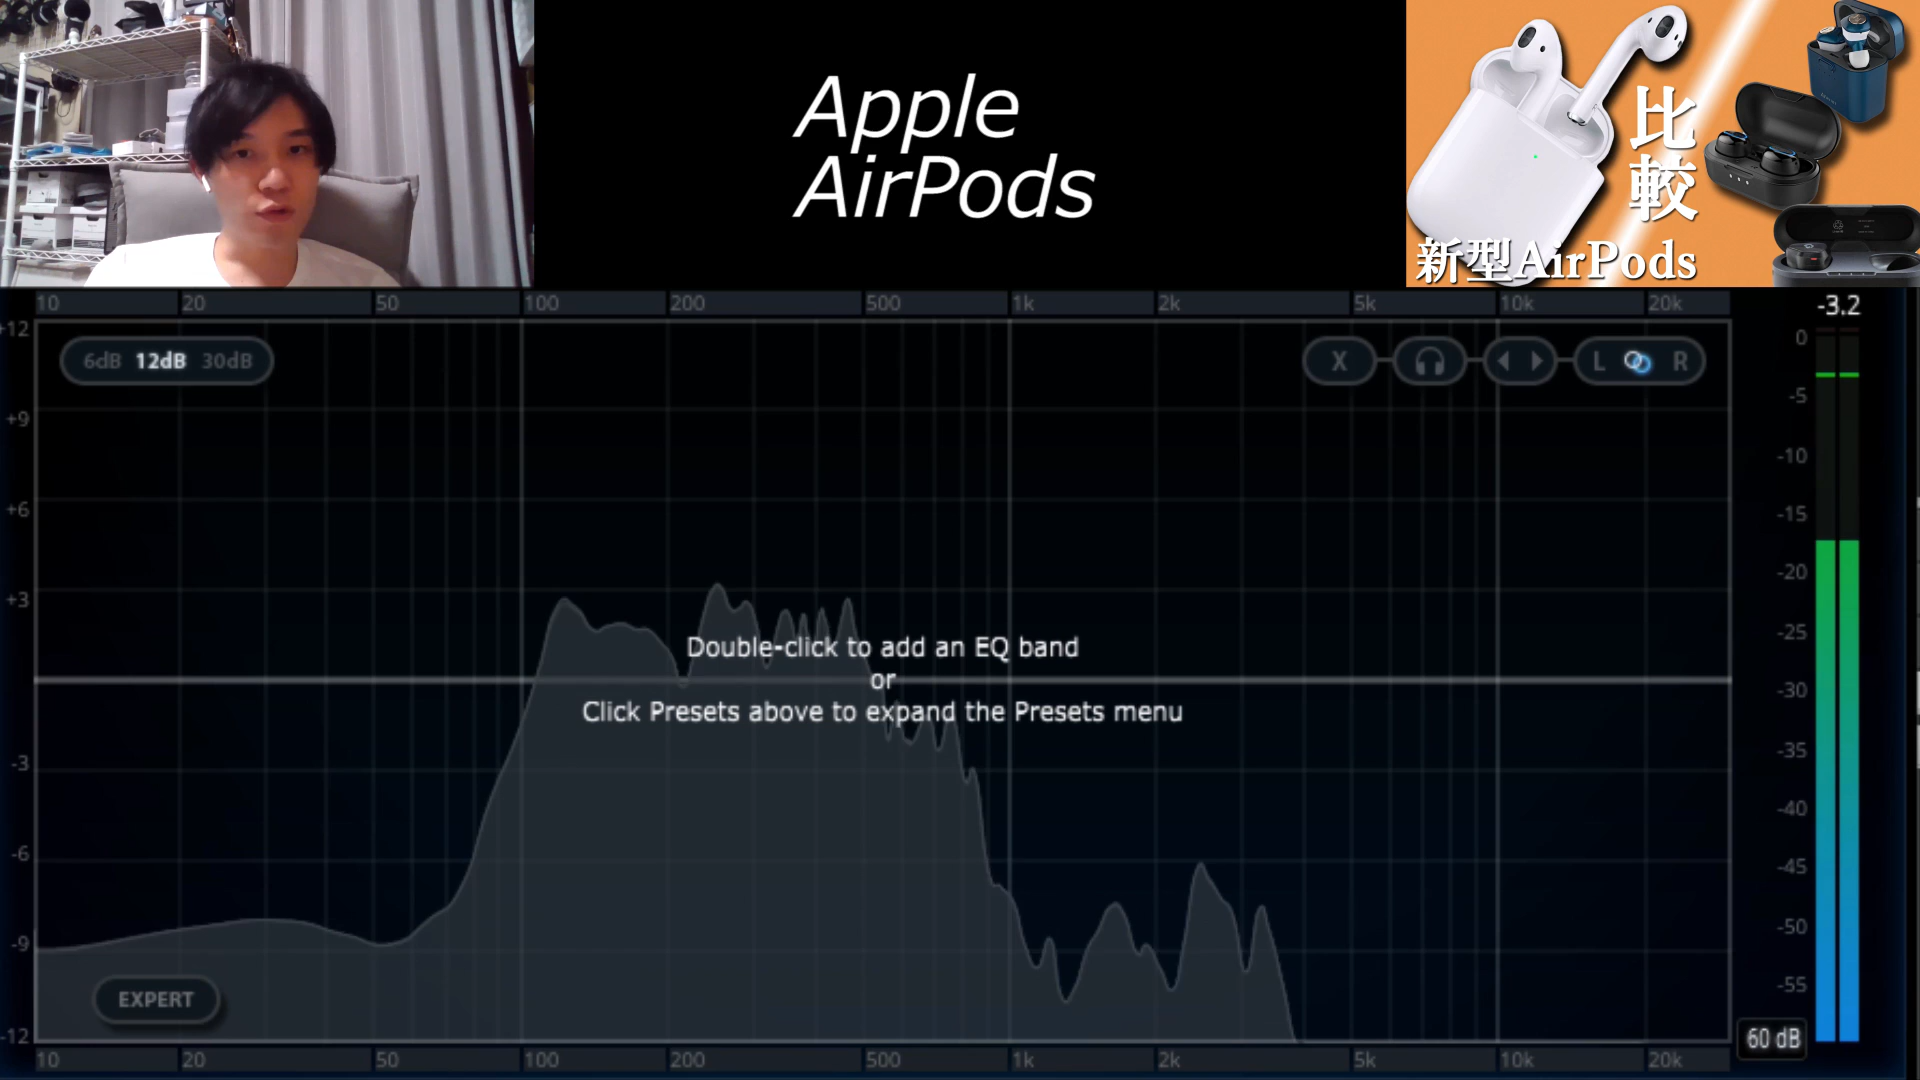 Apple
AirPods
比較
新型AirPods
10 20 50 100 200 500 1k 2k 5k 10k 20k
-3.2
+12
0
6dB 12dB 30dB
X
L R
-5
+9
-10
+6
-15
-20
+3
-25
Double-click to add an EQ band
or
Click Presets above to expand the Presets menu
-30
-35
-3
-40
-6
-45
-50
-9
-55
EXPERT
-12
60 dB
10 20 50 100 200 500 1k 2k 5k 10k 20k